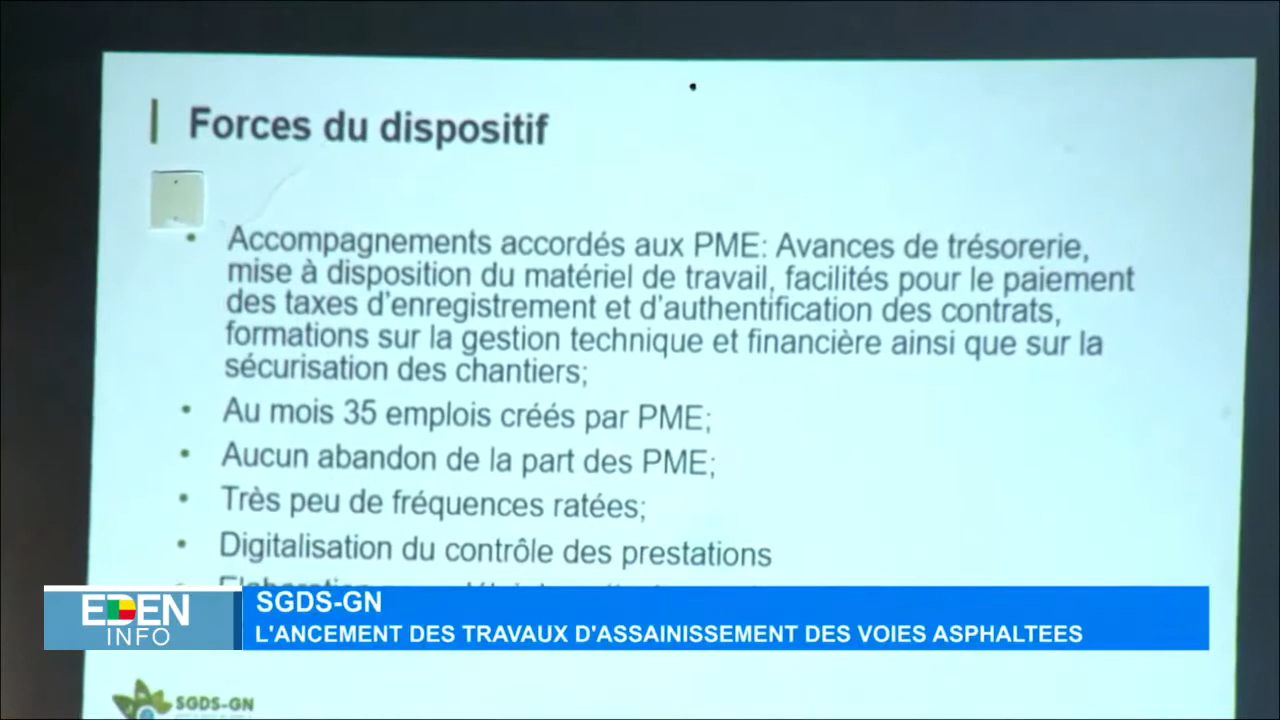 Forces du dispositif
• Accompagnements accordés aux PME: Avances de trésorerie,
mise à disposition du matériel de travail, facilités pour le paiement
des taxes d'enregistrement et d'authentification des contrats,
formations sur la gestion technique et financière ainsi que sur la
sécurisation des chantiers;
• Au mois 35 emplois créés par PME;
• Aucun abandon de la part des PME;
• Très peu de fréquences ratées;
• Digitalisation du contrôle des prestations
EDEN
INFO
SGDS-GN
L'ANCEMENT DES TRAVAUX D'ASSAINISSEMENT DES VOIES ASPHALTEES
SGDS-GN